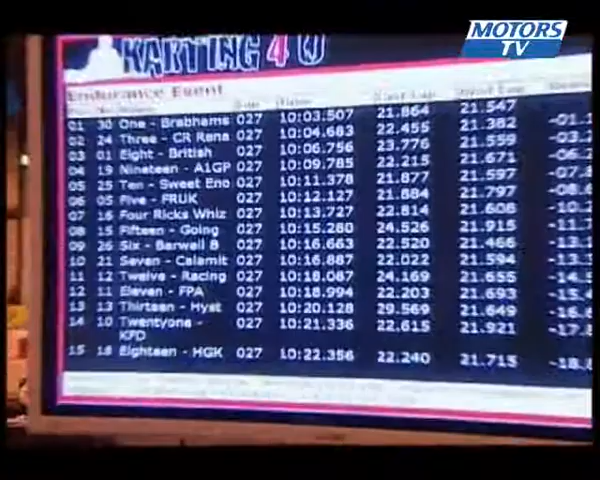 MOTORS
TV
KARTING 4 U
Endurance Event
Lap Time Last Lap Best Lap
01 30 One - Brabhams 027 10:03.507 21.864 21.547
02 24 Three - CR Rena 027 10:04.683 22.455 21.382
03 01 Eight - British 027 10:06.756 23.776 21.559
04 19 Nineteen - A1GP 027 10:09.785 22.215 21.671
05 25 Ten - Sweet Eno 027 10:11.378 21.877 21.597
06 05 Five - FRUK 027 10:12.127 21.884 21.797
07 16 Four Ricks Whiz 027 10:13.727 22.814 21.608
08 15 Fifteen - Going 027 10:15.280 24.526 21.915
09 26 Six - Barwell B 027 10:16.663 22.520 21.466
10 21 Seven - Calamit 027 10:16.887 22.022 21.594
11 12 Twelve - Racing 027 10:18.087 24.169 21.655
12 11 Eleven - FPA 027 10:18.994 22.203 21.693
13 13 Thirteen - Hyst 027 10:20.128 29.569 21.649
14 10 Twentyone - 027 10:21.336 22.615 21.921
KFD
15 18 Eighteen - HGK 027 10:22.356 22.240 21.715